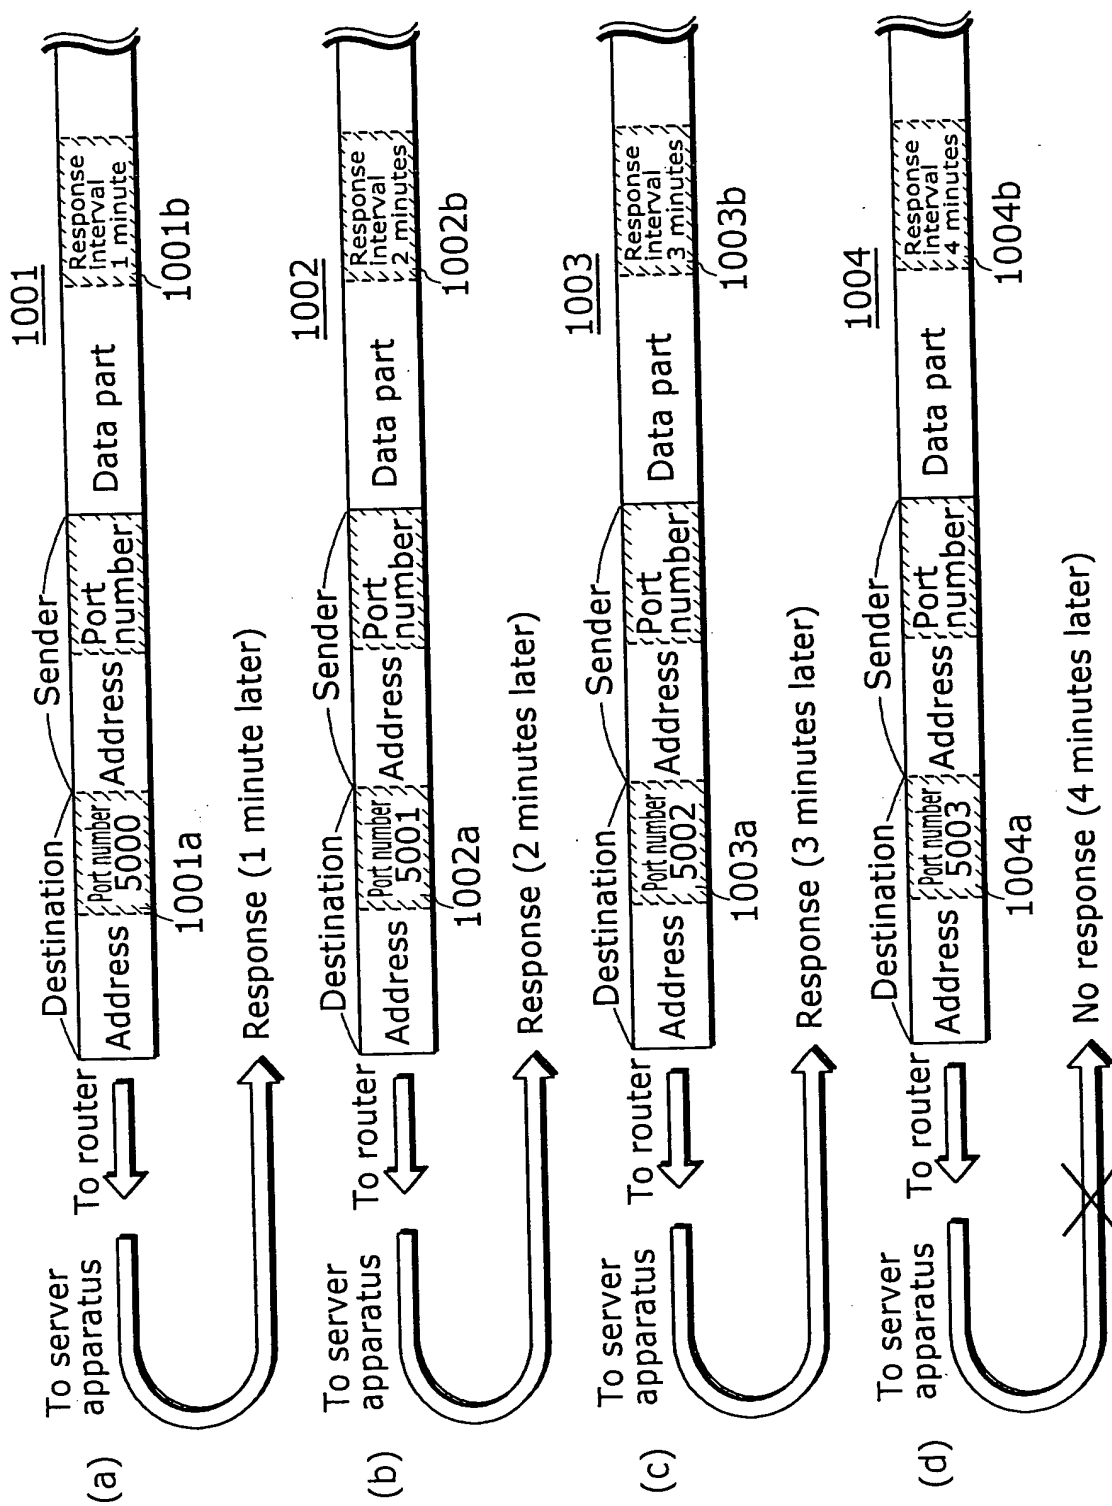 (a)
To server
apparatus
To router
Destination
Sender
1001
Address
Port number
5000
Address
Port
number
Data part
Response
interval
1 minute
1001a
1001b
Response (1 minute later)
(b)
To server
apparatus
To router
Destination
Sender
1002
Address
Port number
5001
Address
Port
number
Data part
Response
interval
2 minutes
1002a
1002b
Response (2 minutes later)
(c)
To server
apparatus
To router
Destination
Sender
1003
Address
Port number
5002
Address
Port
number
Data part
Response
interval
3 minutes
1003a
1003b
Response (3 minutes later)
(d)
To server
apparatus
To router
Destination
Sender
1004
Address
Port number
5003
Address
Port
number
Data part
Response
interval
4 minutes
1004a
1004b
No response (4 minutes later)